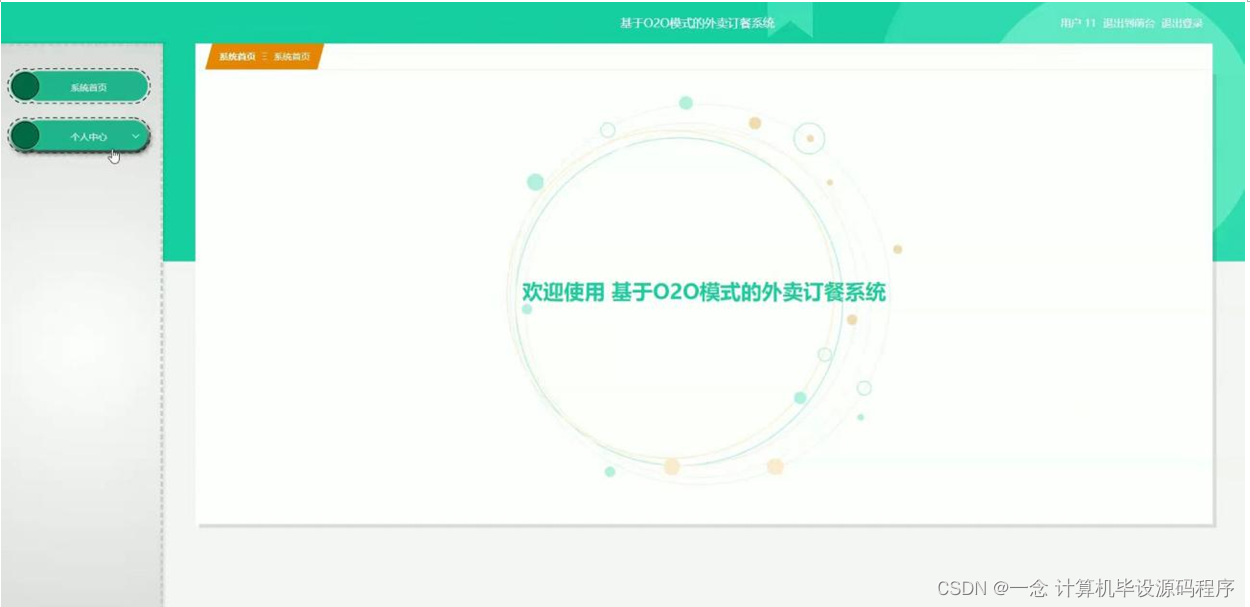 基于O2O模式的外卖订餐系统
用户 11 退出到前台 退出登录
系统首页 系统首页
系统首页
个人中心
欢迎使用 基于O2O模式的外卖订餐系统
CSDN @一念 计算机毕设源码程序